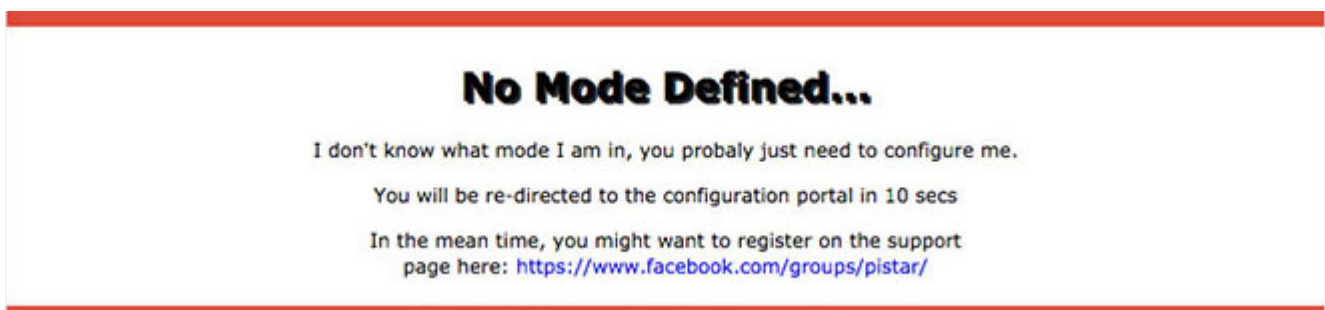 No Mode Defined...
I don't know what mode I am in, you probaly just need to configure me.
You will be re-directed to the configuration portal in 10 secs
In the mean time, you might want to register on the support
page here: https://www.facebook.com/groups/pistar/